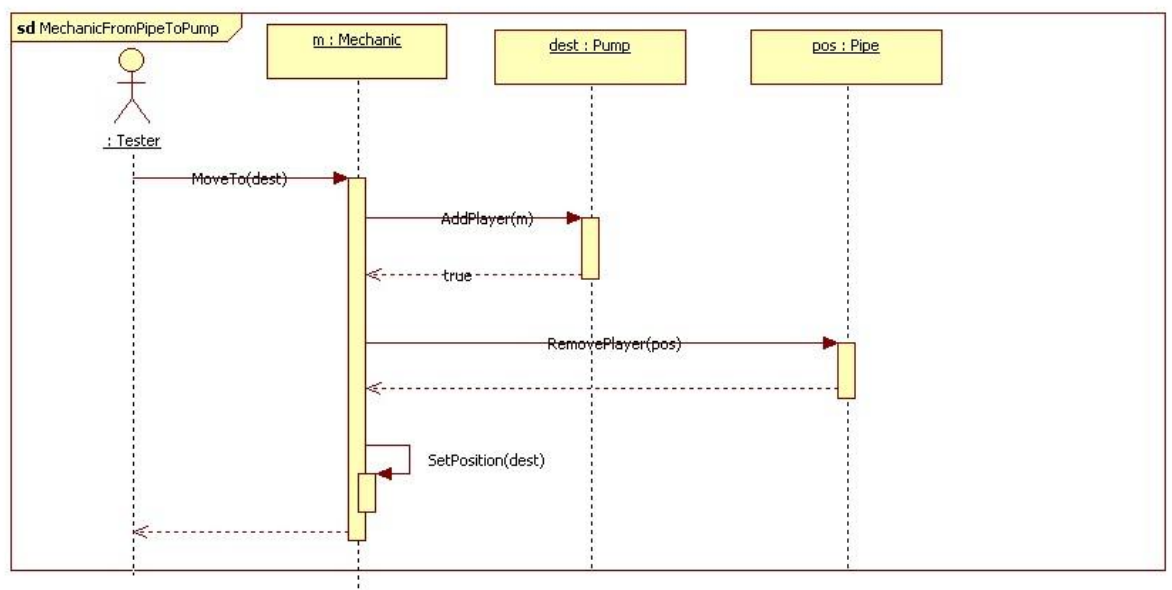 sd MechanicFromPipeToPump
m : Mechanic
dest : Pump
pos : Pipe
: Tester
MoveTo(dest)
AddPlayer(m)
true
RemovePlayer(pos)
SetPosition(dest)